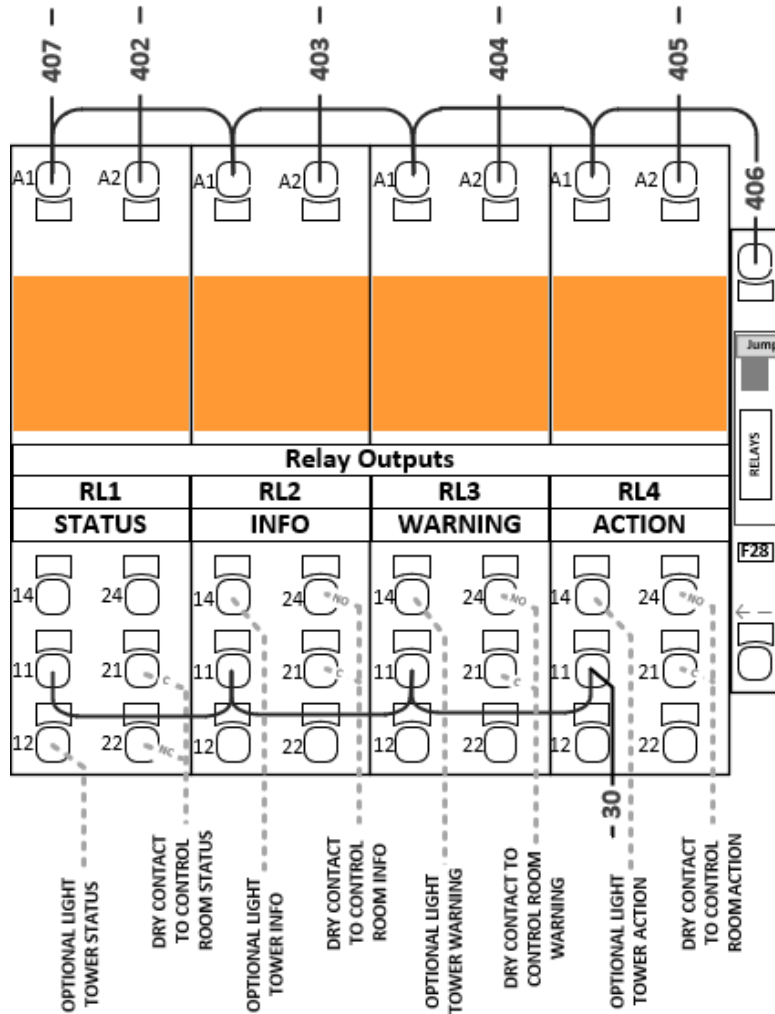 407 –
402 –
403 –
404 –
405 –
406
A1 A2 A1 A2 A1 A2 A1 A2
RELAYS
F28
Relay Outputs
RL1 RL2 RL3 RL4
STATUS INFO WARNING ACTION
14 24 14 NO 24 14 24 NO 14 24 NO
11 21 C 11 21 C 11 21 C 11 21 C
12 22 NC 12 22 12 22 12 22
– 30 –
OPTIONAL LIGHT
TOWER STATUS
DRY CONTACT
TO CONTROL
ROOM STATUS
OPTIONAL LIGHT
TOWER INFO
DRY CONTACT
TO CONTROL
ROOM INFO
OPTIONAL LIGHT
TOWER WARNING
DRY CONTACT TO
CONTROL ROOM
WARNING
OPTIONAL LIGHT
TOWER ACTION
DRY CONTACT
TO CONTROL
ROOM ACTION